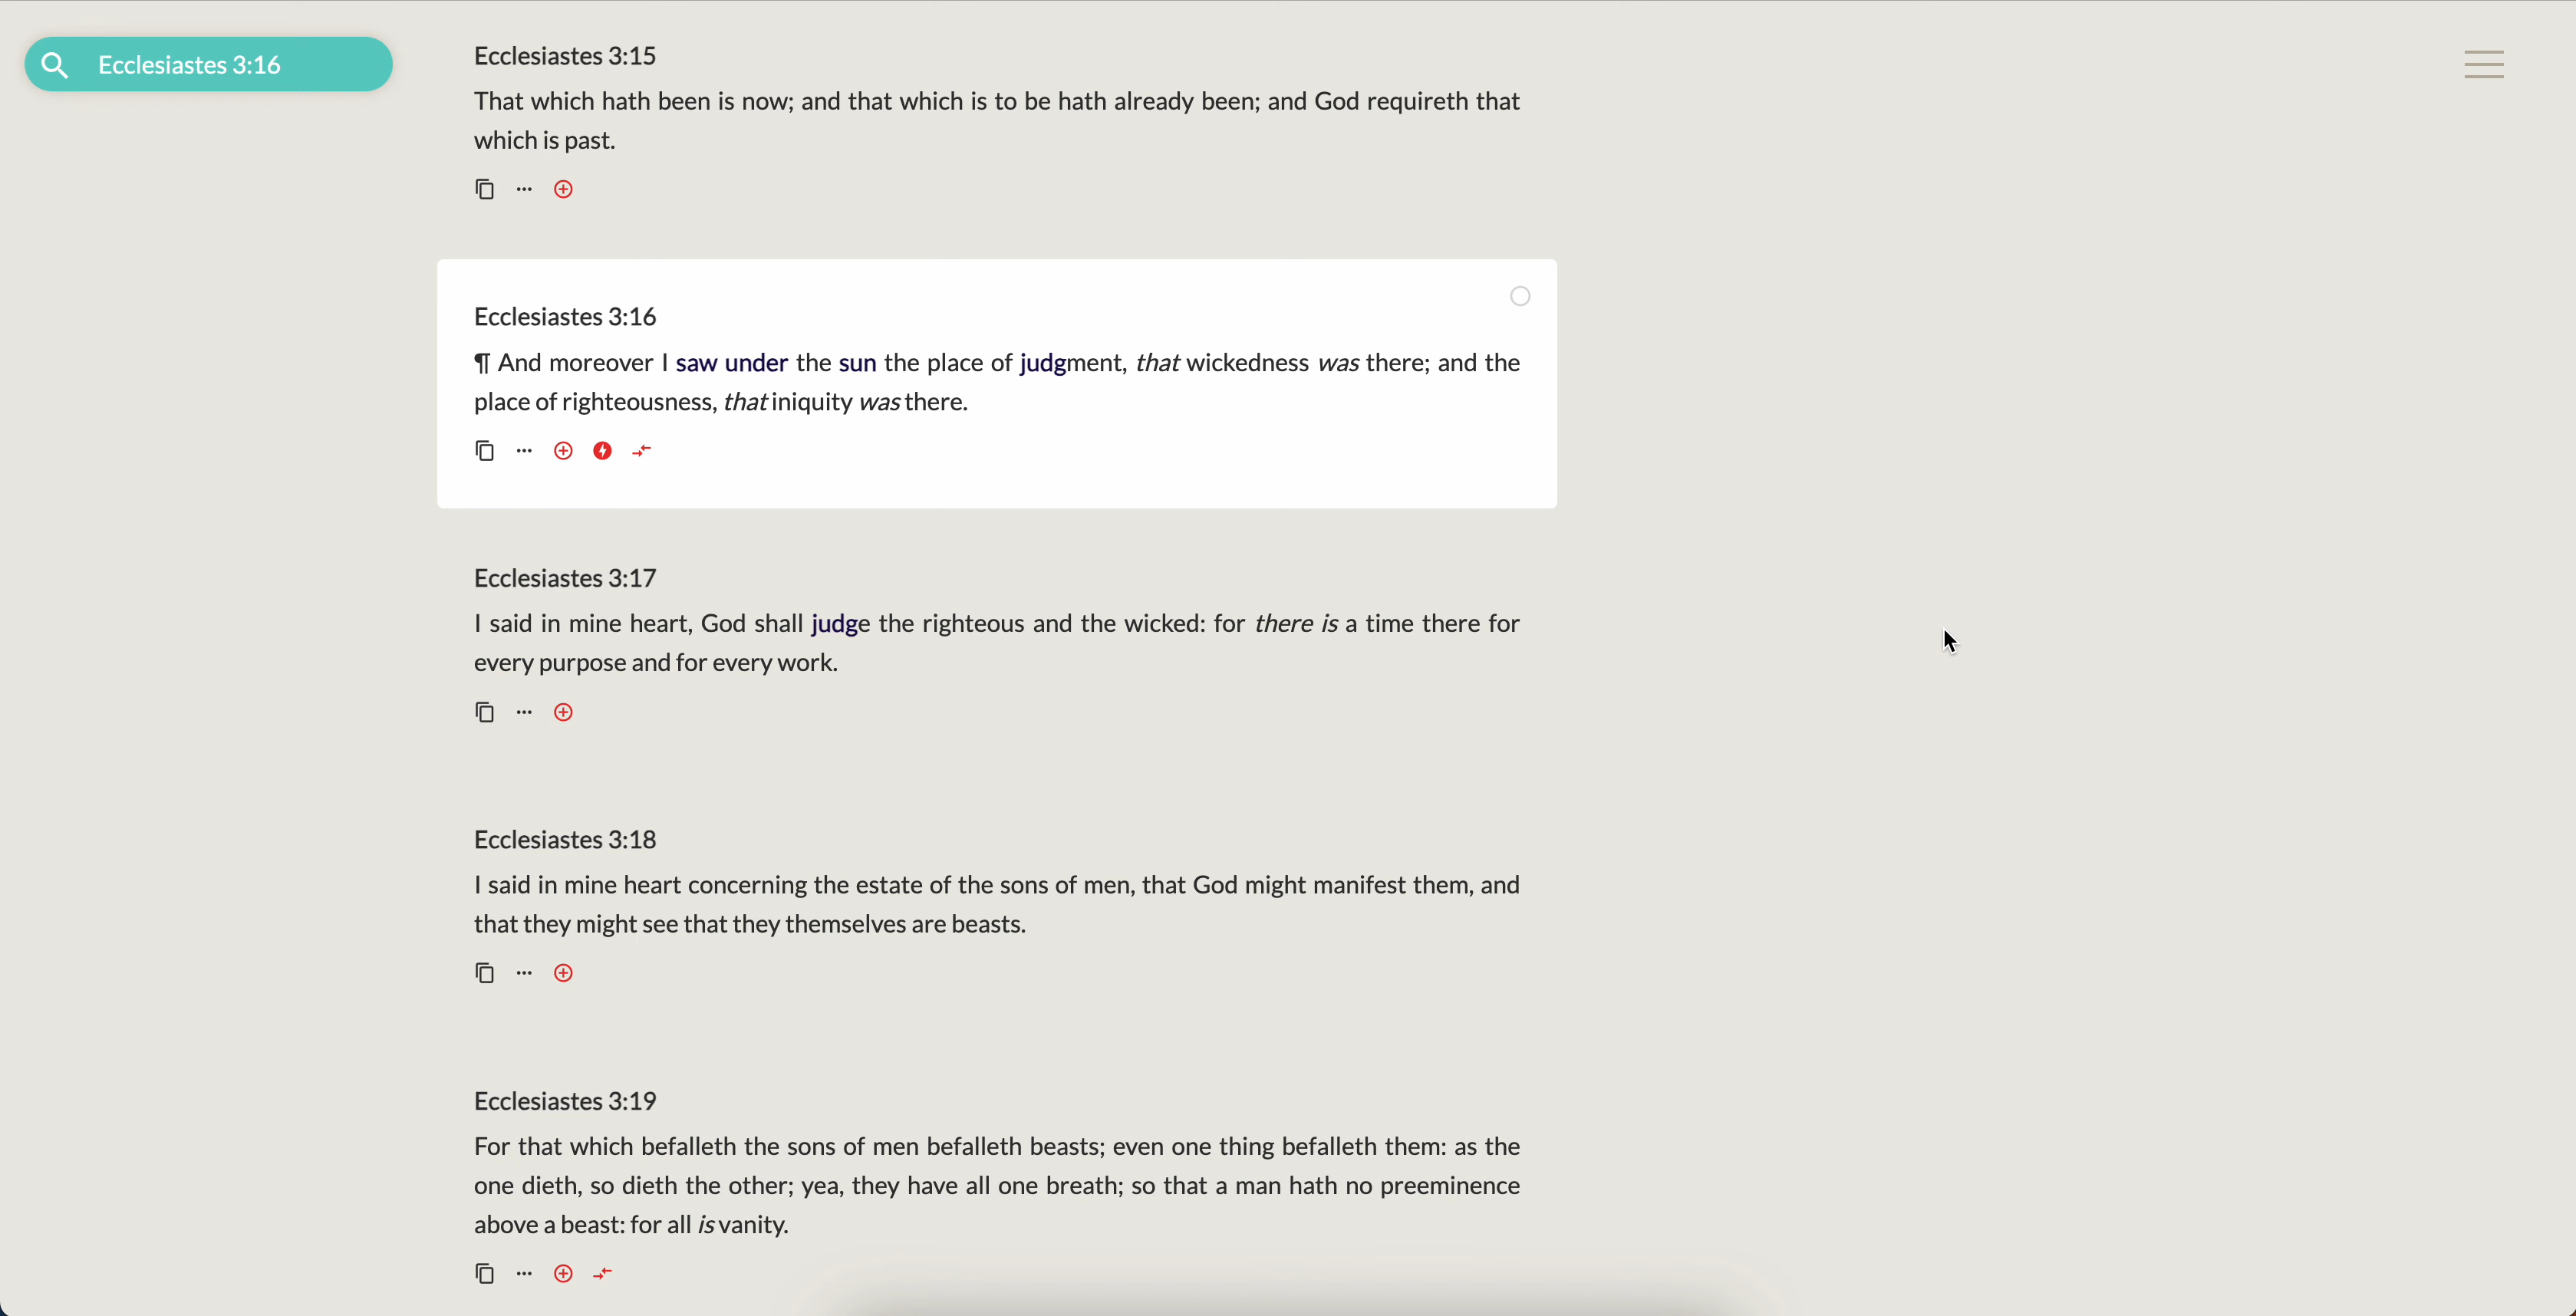 Ecclesiastes 3:16
Ecclesiastes 3:15
That which hath been is now; and that which is to be hath already been; and God requireth that
which is past.
Ecclesiastes 3:16
¶ And moreover I saw under the sun the place of judgment, that wickedness was there; and the
place of righteousness, that iniquity was there.
Ecclesiastes 3:17
I said in mine heart, God shall judge the righteous and the wicked: for there is a time there for
every purpose and for every work.
Ecclesiastes 3:18
I said in mine heart concerning the estate of the sons of men, that God might manifest them, and
that they might see that they themselves are beasts.
Ecclesiastes 3:19
For that which befalleth the sons of men befalleth beasts; even one thing befalleth them: as the
one dieth, so dieth the other; yea, they have all one breath; so that a man hath no preeminence
above a beast: for all is vanity.